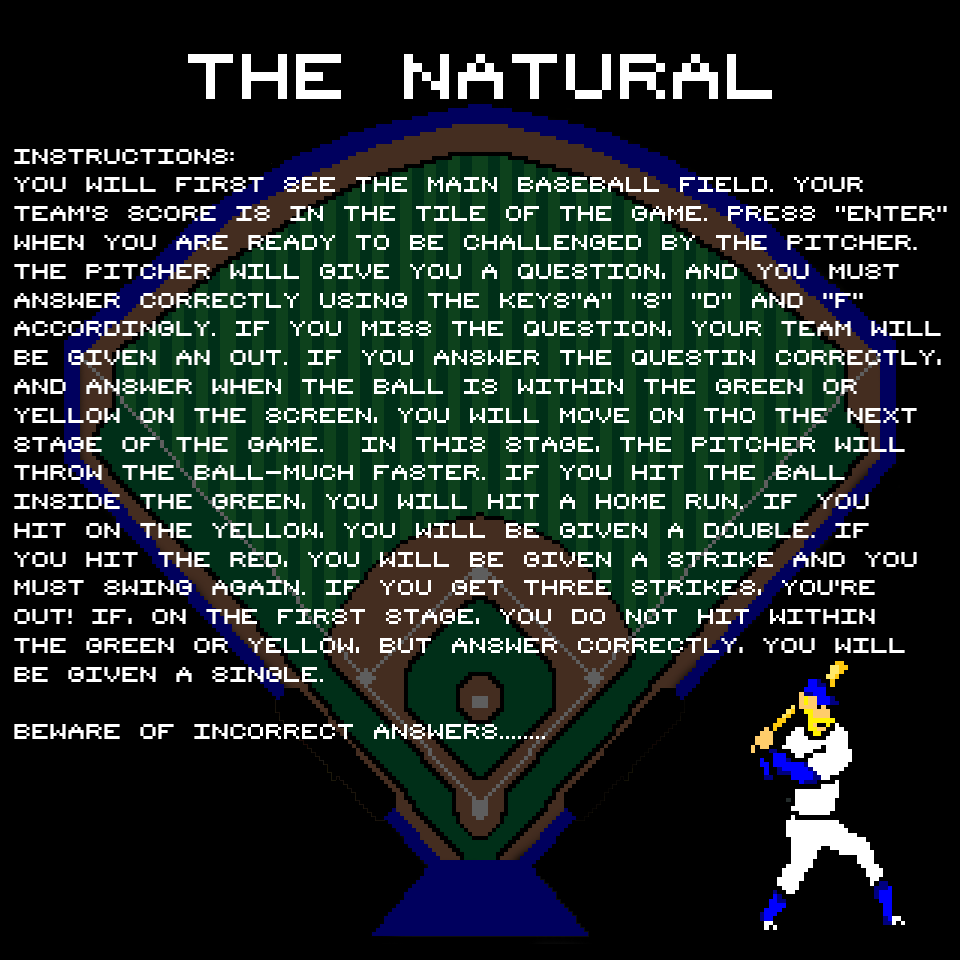 THE NATURAL
INSTRUCTIONS:
YOU WILL FIRST SEE THE MAIN BASEBALL FIELD. YOUR
TEAM'S SCORE IS IN THE TILE OF THE GAME. PRESS "ENTER"
WHEN YOU ARE READY TO BE CHALLENGED BY THE PITCHER.
THE PITCHER WILL GIVE YOU A QUESTION, AND YOU MUST
ANSWER CORRECTLY USING THE KEYS"A" "S" "D" AND "F"
ACCORDINGLY. IF YOU MISS THE QUESTION, YOUR TEAM WILL
BE GIVEN AN OUT. IF YOU ANSWER THE QUESTIN CORRECTLY,
AND ANSWER WHEN THE BALL IS WITHIN THE GREEN OR
YELLOW ON THE SCREEN, YOU WILL MOVE ON THO THE NEXT
STAGE OF THE GAME.  IN THIS STAGE, THE PITCHER WILL
THROW THE BALL-MUCH FASTER. IF YOU HIT THE BALL
INSIDE THE GREEN, YOU WILL HIT A HOME RUN. IF YOU
HIT ON THE YELLOW, YOU WILL BE GIVEN A DOUBLE. IF
YOU HIT THE RED, YOU WILL BE GIVEN A STRIKE AND YOU
MUST SWING AGAIN. IF YOU GET THREE STRIKES, YOU'RE
OUT! IF, ON THE FIRST STAGE, YOU DO NOT HIT WITHIN
THE GREEN OR YELLOW, BUT ANSWER CORRECTLY, YOU WILL
BE GIVEN A SINGLE.
BEWARE OF INCORRECT ANSWERS........